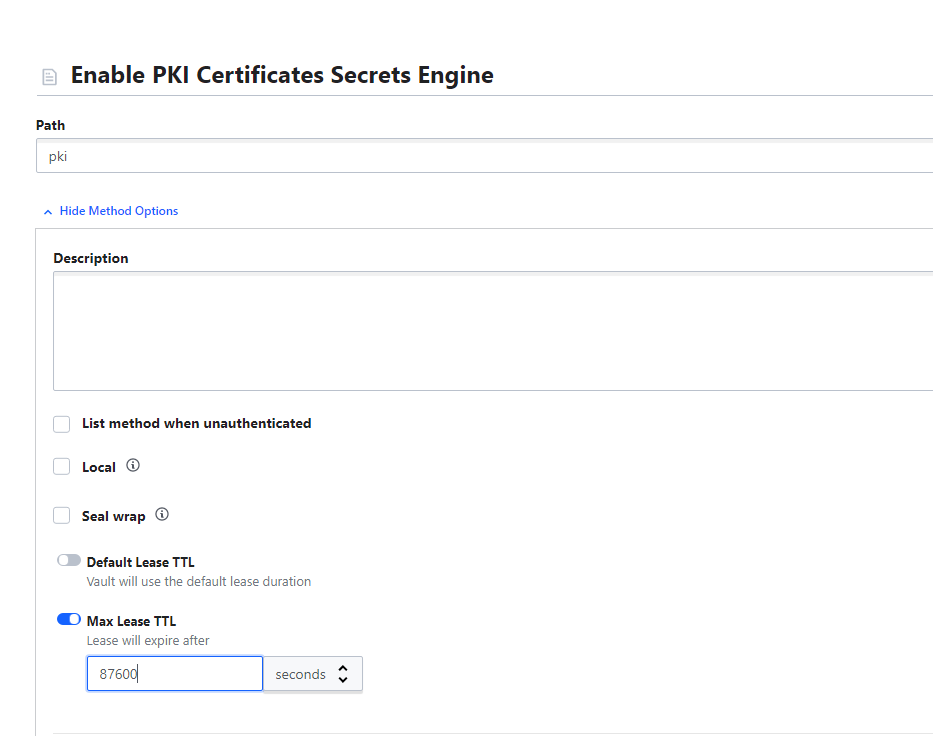 Enable PKI Certificates Secrets Engine
Path
pki
Hide Method Options
Description
List method when unauthenticated
Local
Seal wrap
Default Lease TTL
Vault will use the default lease duration
Max Lease TTL
Lease will expire after
87600 seconds